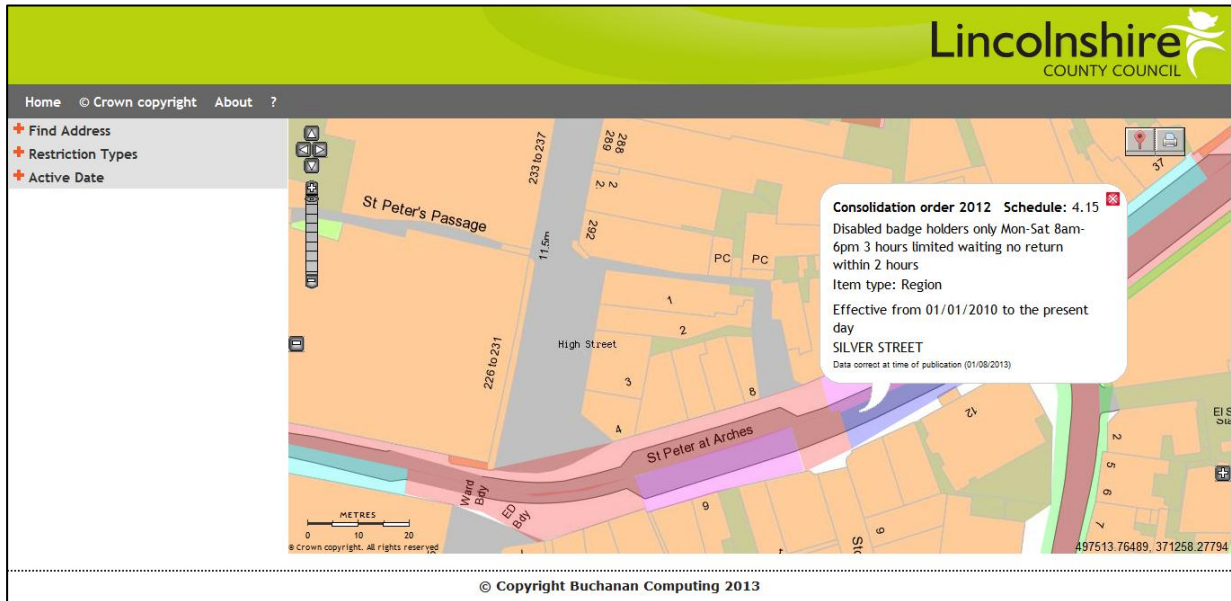 Lincolnshire
COUNTY COUNCIL
Home © Crown copyright About ?
Find Address
Restriction Types
Active Date
233 to 237
288
289
37
St Peter's Passage
11.5m
292
PC PC
Consolidation order 2012 Schedule: 4.15
Disabled badge holders only Mon-Sat 8am-
6pm 3 hours limited waiting no return
within 2 hours
Item type: Region
Effective from 01/01/2010 to the present
day
SILVER STREET
Data correct at time of publication (01/08/2013)
1
2
High Street
226 to 231
3
8
4
12
St Peter at Arches
2
5
6
7
Ward
Bdy
ED
Bdy
9
METRES
0 10 20
© Crown copyright. All rights reserved
497513.76489, 371258.27794
© Copyright Buchanan Computing 2013